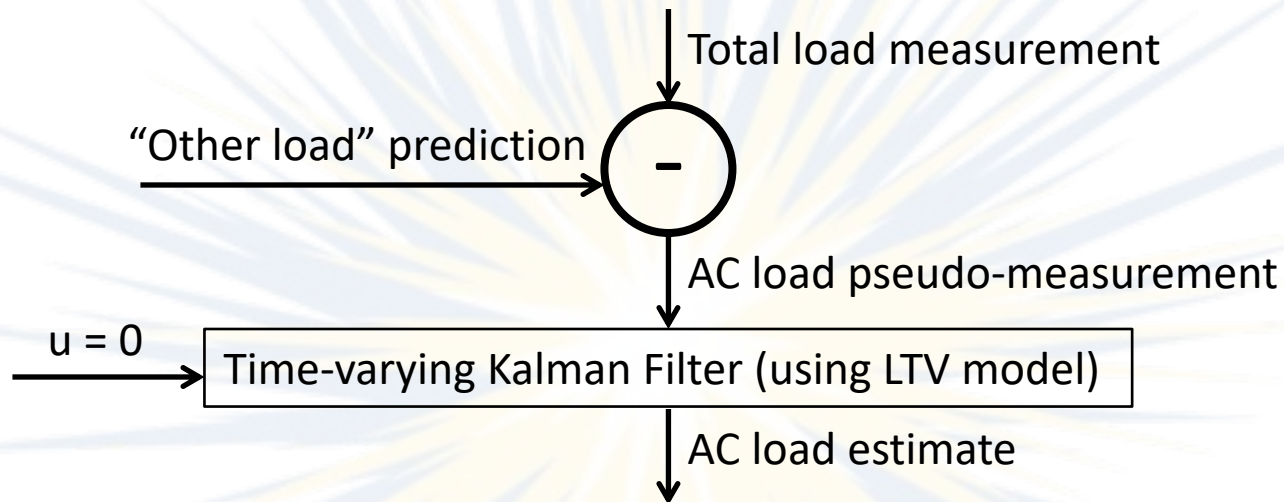 Total load measurement
“Other load” prediction
-
AC load pseudo-measurement
u = 0
Time-varying Kalman Filter (using LTV model)
AC load estimate